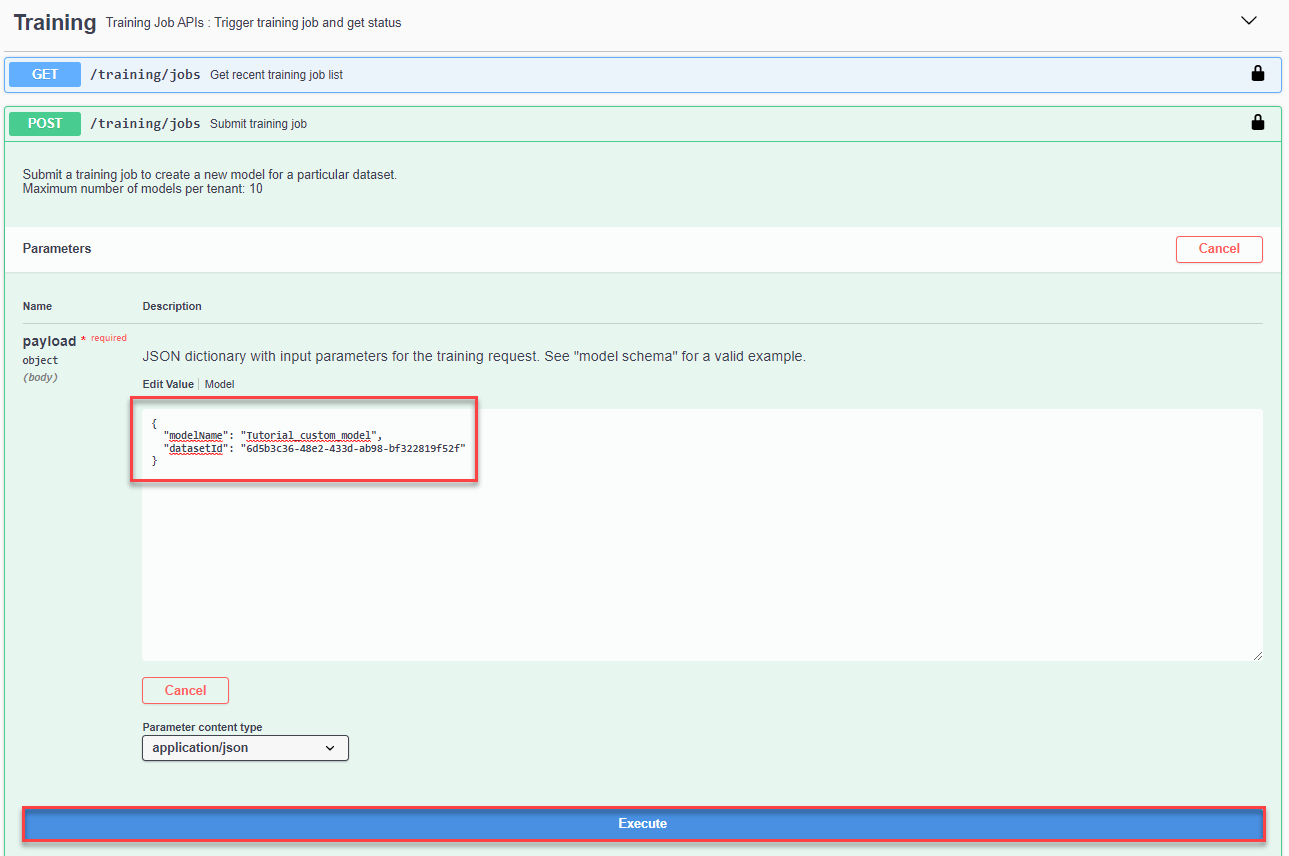 Training Training Job APIs : Trigger training job and get status
GET /training/jobs Get recent training job list
POST /training/jobs Submit training job
Submit a training job to create a new model for a particular dataset.
Maximum number of models per tenant: 10
Parameters Cancel
Name Description
payload * required
object
(body)
JSON dictionary with input parameters for the training request. See "model schema" for a valid example.
Edit Value | Model
{
"modelName": "Tutorial_custom_model",
"datasetId": "6d5b3c36-48e2-433d-ab98-bf322819f52f"
}
Cancel
Parameter content type
application/json
Execute